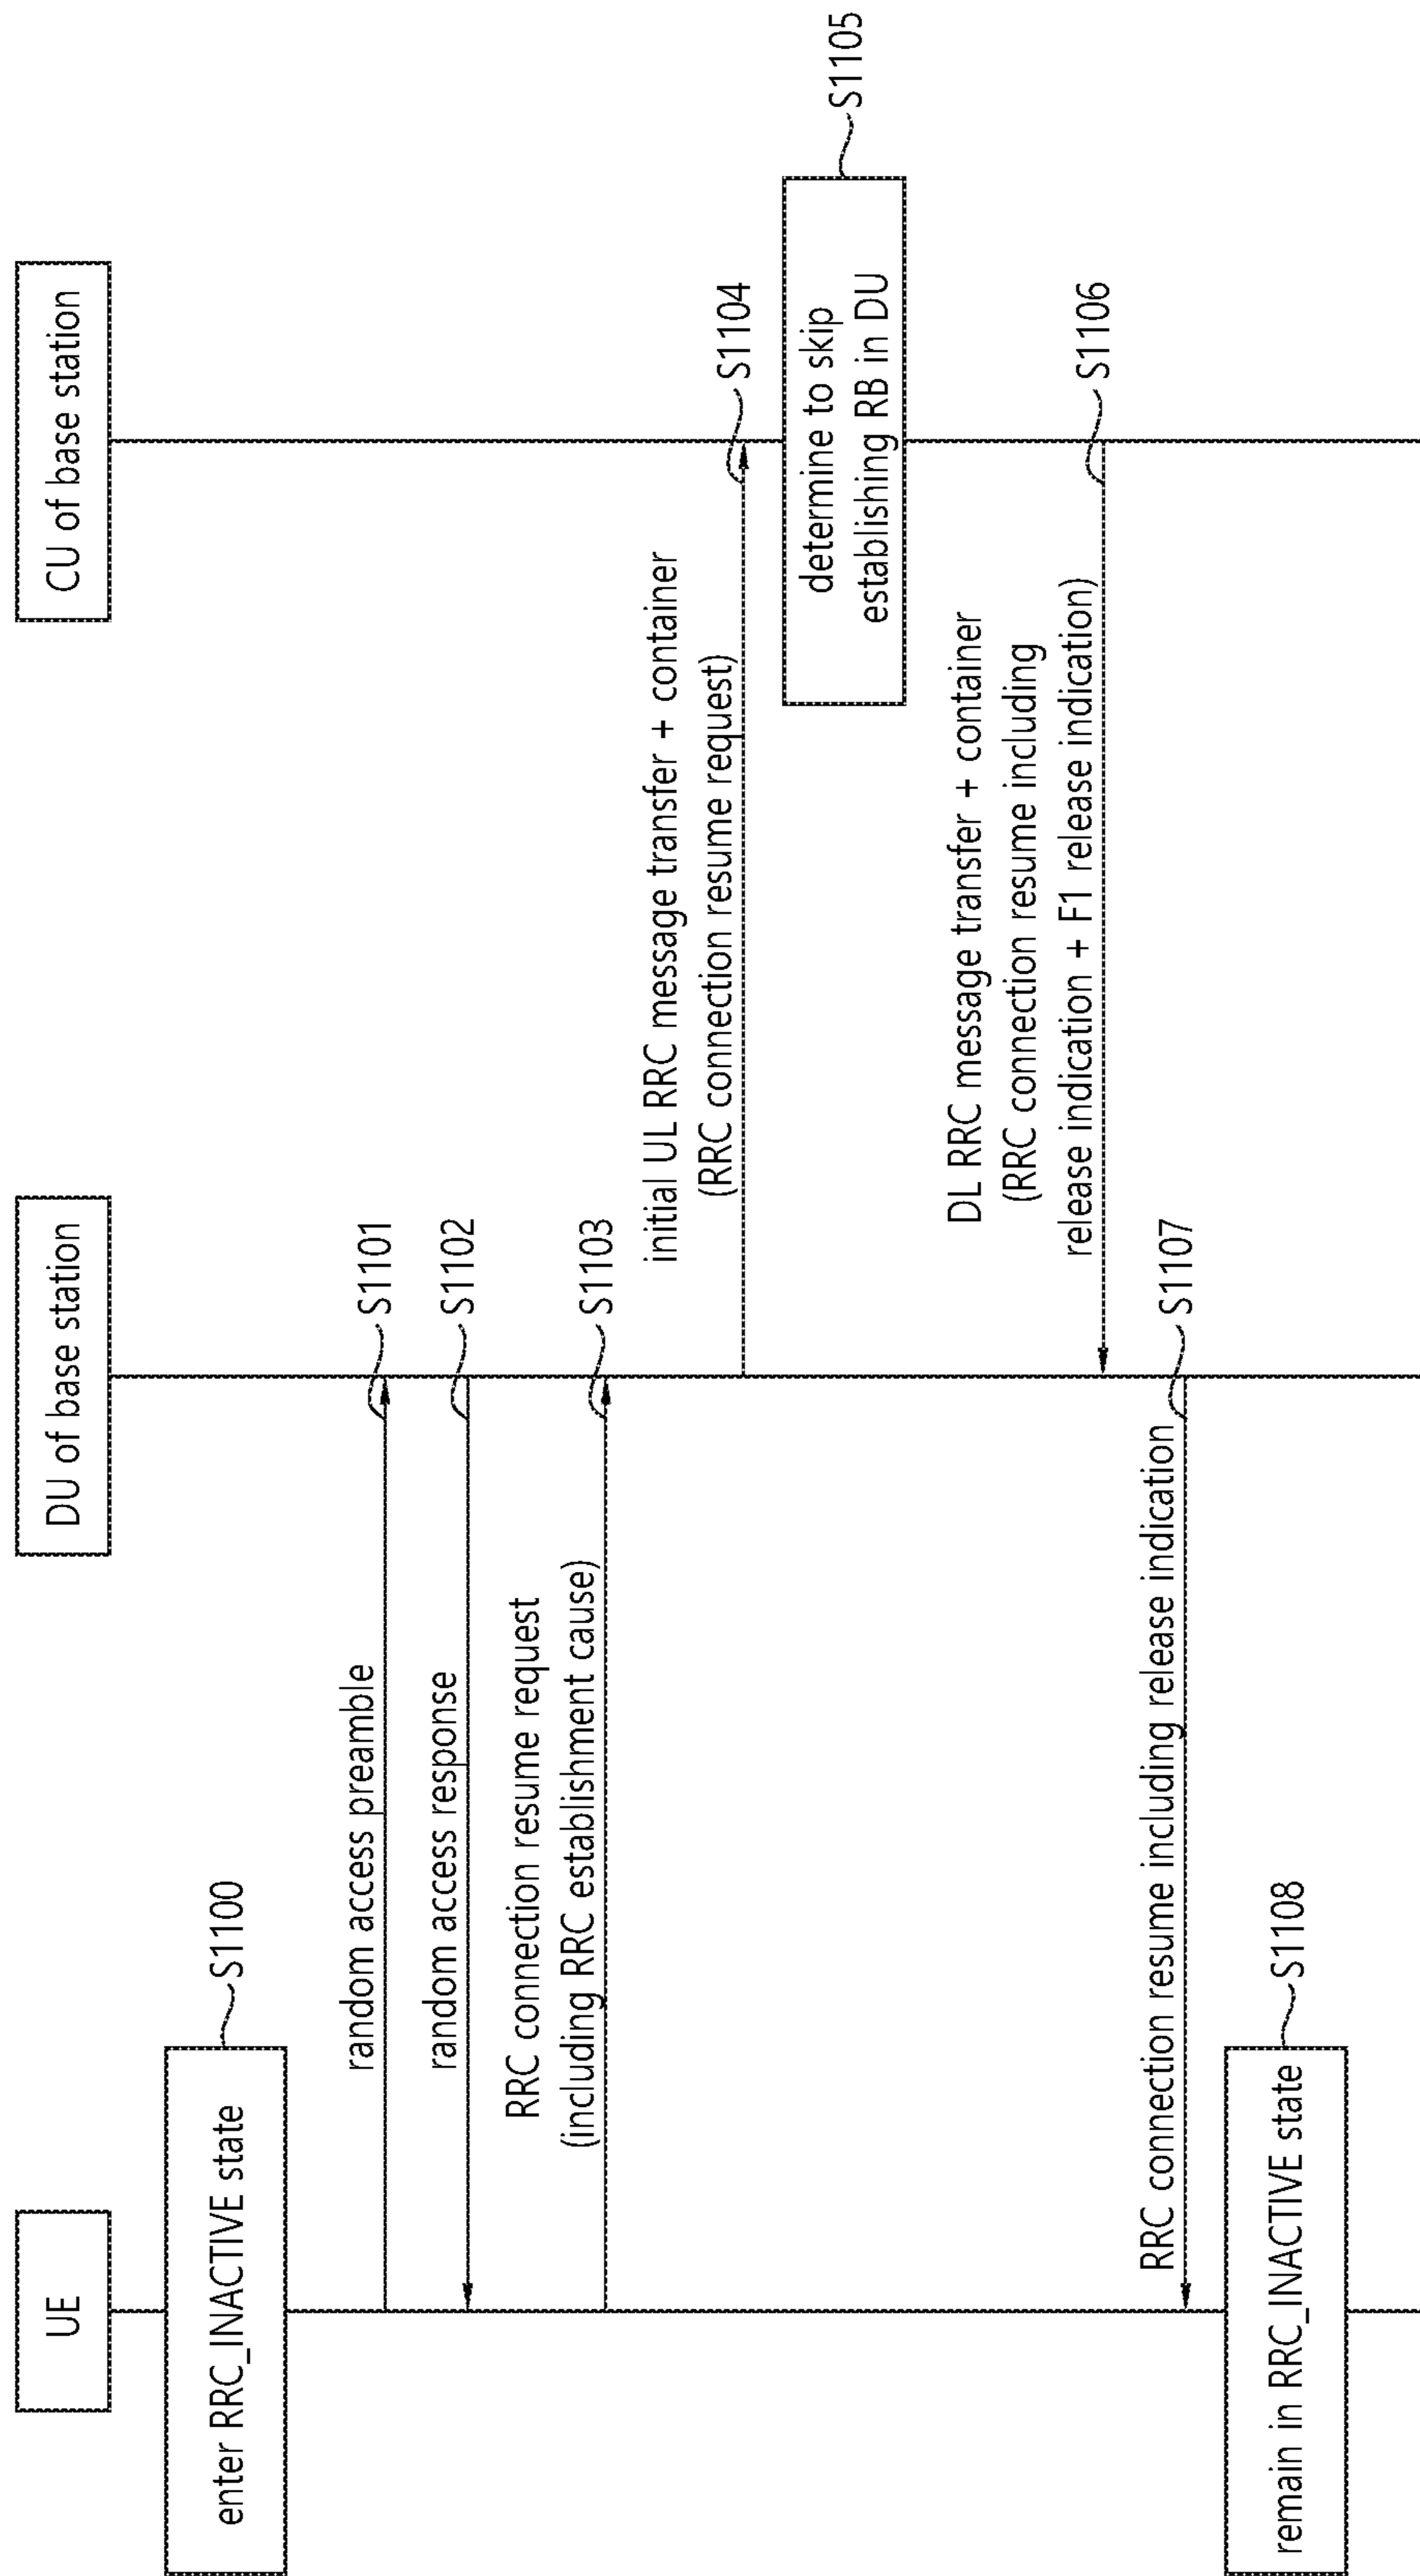 UE
DU of base station
CU of base station
enter RRC_INACTIVE state
S1100
random access preamble
S1101
random access response
S1102
RRC connection resume request
(including RRC establishment cause)
S1103
initial UL RRC message transfer + container
(RRC connection resume request)
S1104
determine to skip
establishing RB in DU
S1105
DL RRC message transfer + container
(RRC connection resume including
release indication + F1 release indication)
S1106
RRC connection resume including release indication
S1107
remain in RRC_INACTIVE state
S1108